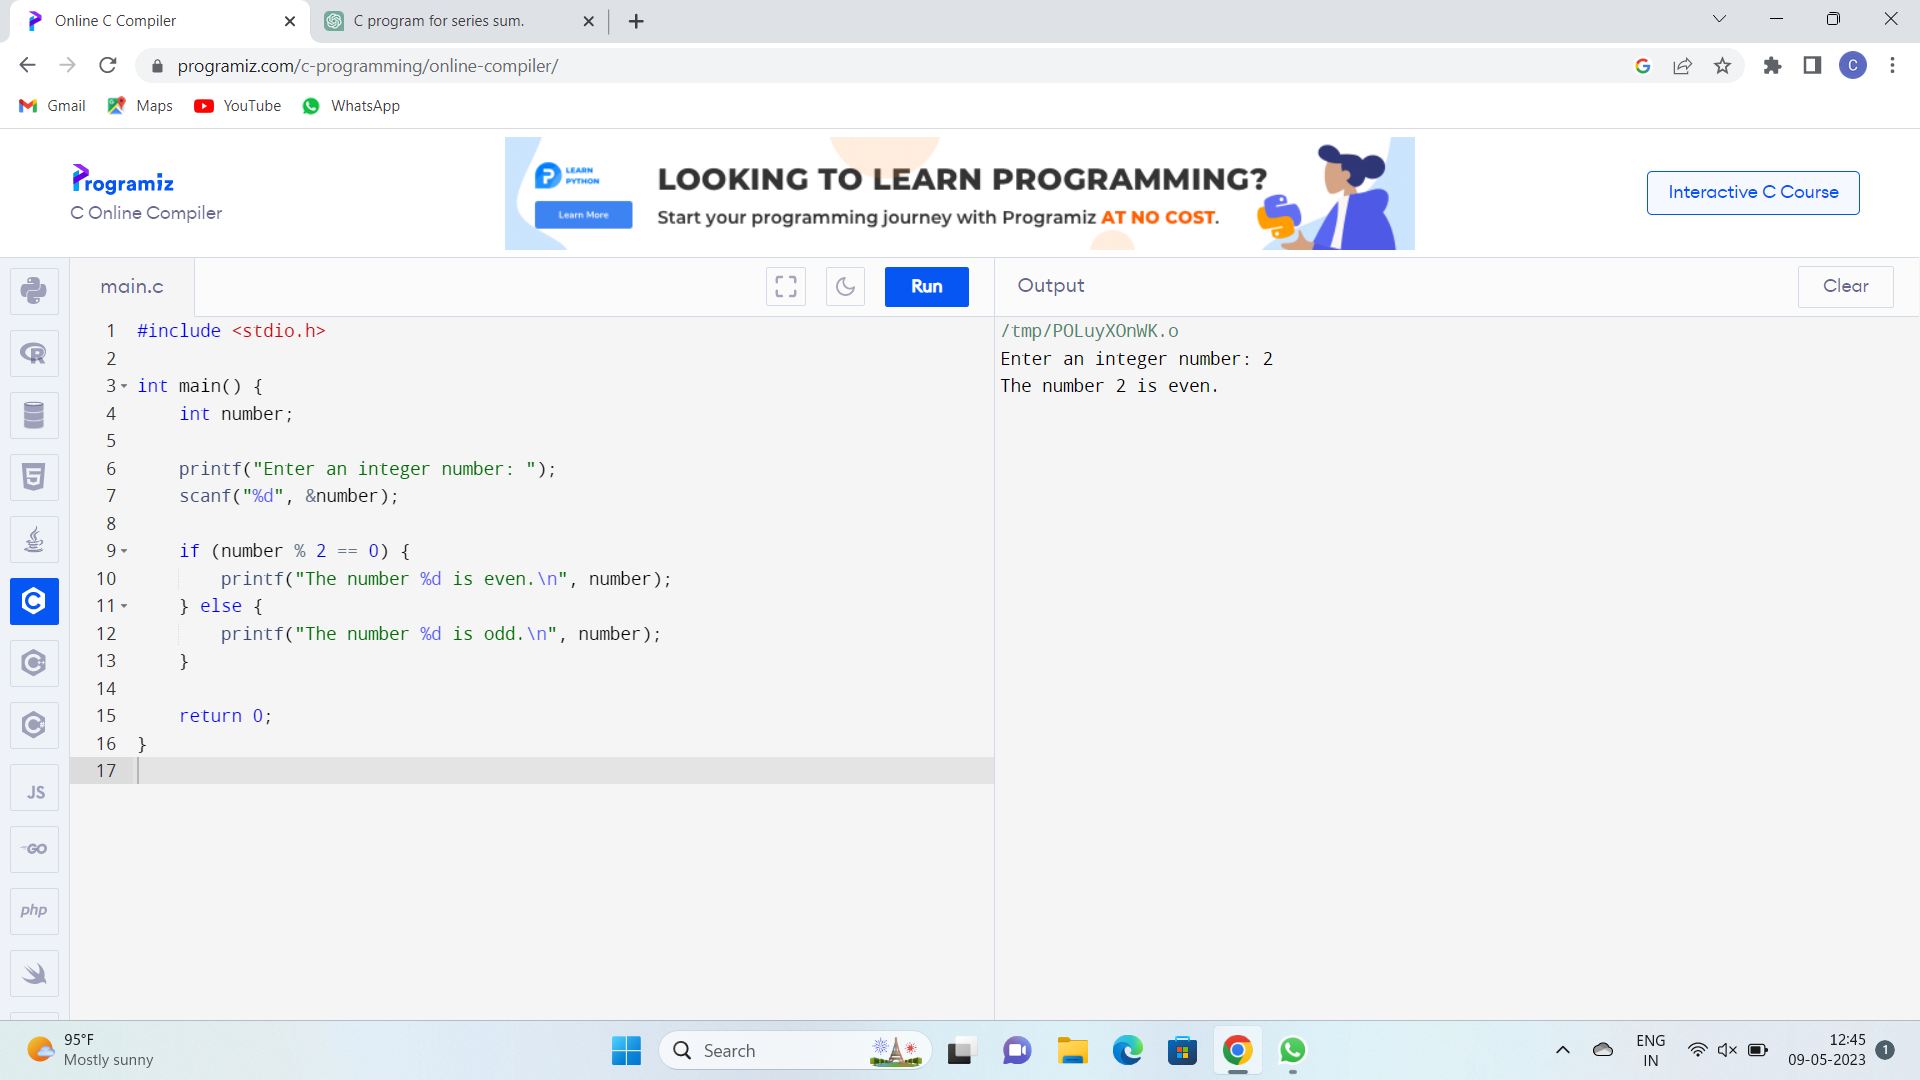 Online C Compiler
C program for series sum.
programiz.com/c-programming/online-compiler/
C
Gmail
Maps
YouTube
WhatsApp
Programiz
C Online Compiler
LEARN
PYTHON
Learn More
LOOKING TO LEARN PROGRAMMING?
Start your programming journey with Programiz AT NO COST.
Interactive C Course
main.c
Run
Output
Clear
1 #include <stdio.h>
2
3 int main() {
4     int number;
5
6     printf("Enter an integer number: ");
7     scanf("%d", &number);
8
9     if (number % 2 == 0) {
10         printf("The number %d is even.\n", number);
11     } else {
12         printf("The number %d is odd.\n", number);
13     }
14
15     return 0;
16 }
17
/tmp/POLuyXOnWK.o
Enter an integer number: 2
The number 2 is even.
JS
GO
php
95°F
Mostly sunny
Search
ENG
IN
12:45
09-05-2023
1